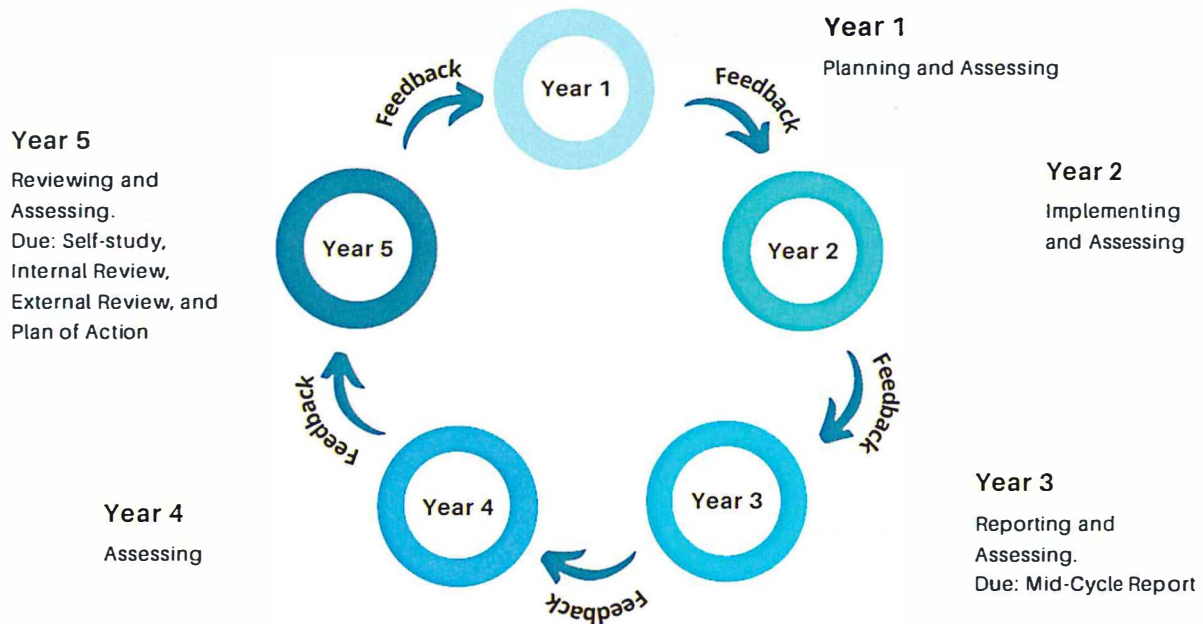 Year 1
Planning and Assessing
Year 1
Feedback
Feedback
Year 5
Reviewing and
Assessing.
Due: Self-study,
Internal Review,
External Review, and
Plan of Action
Year 5
Year 2
Year 2
Implementing
and Assessing
Feedback
Feedback
Year 4
Assessing
Year 4
Year 3
Year 3
Reporting and
Assessing.
Due: Mid-Cycle Report
Feedback